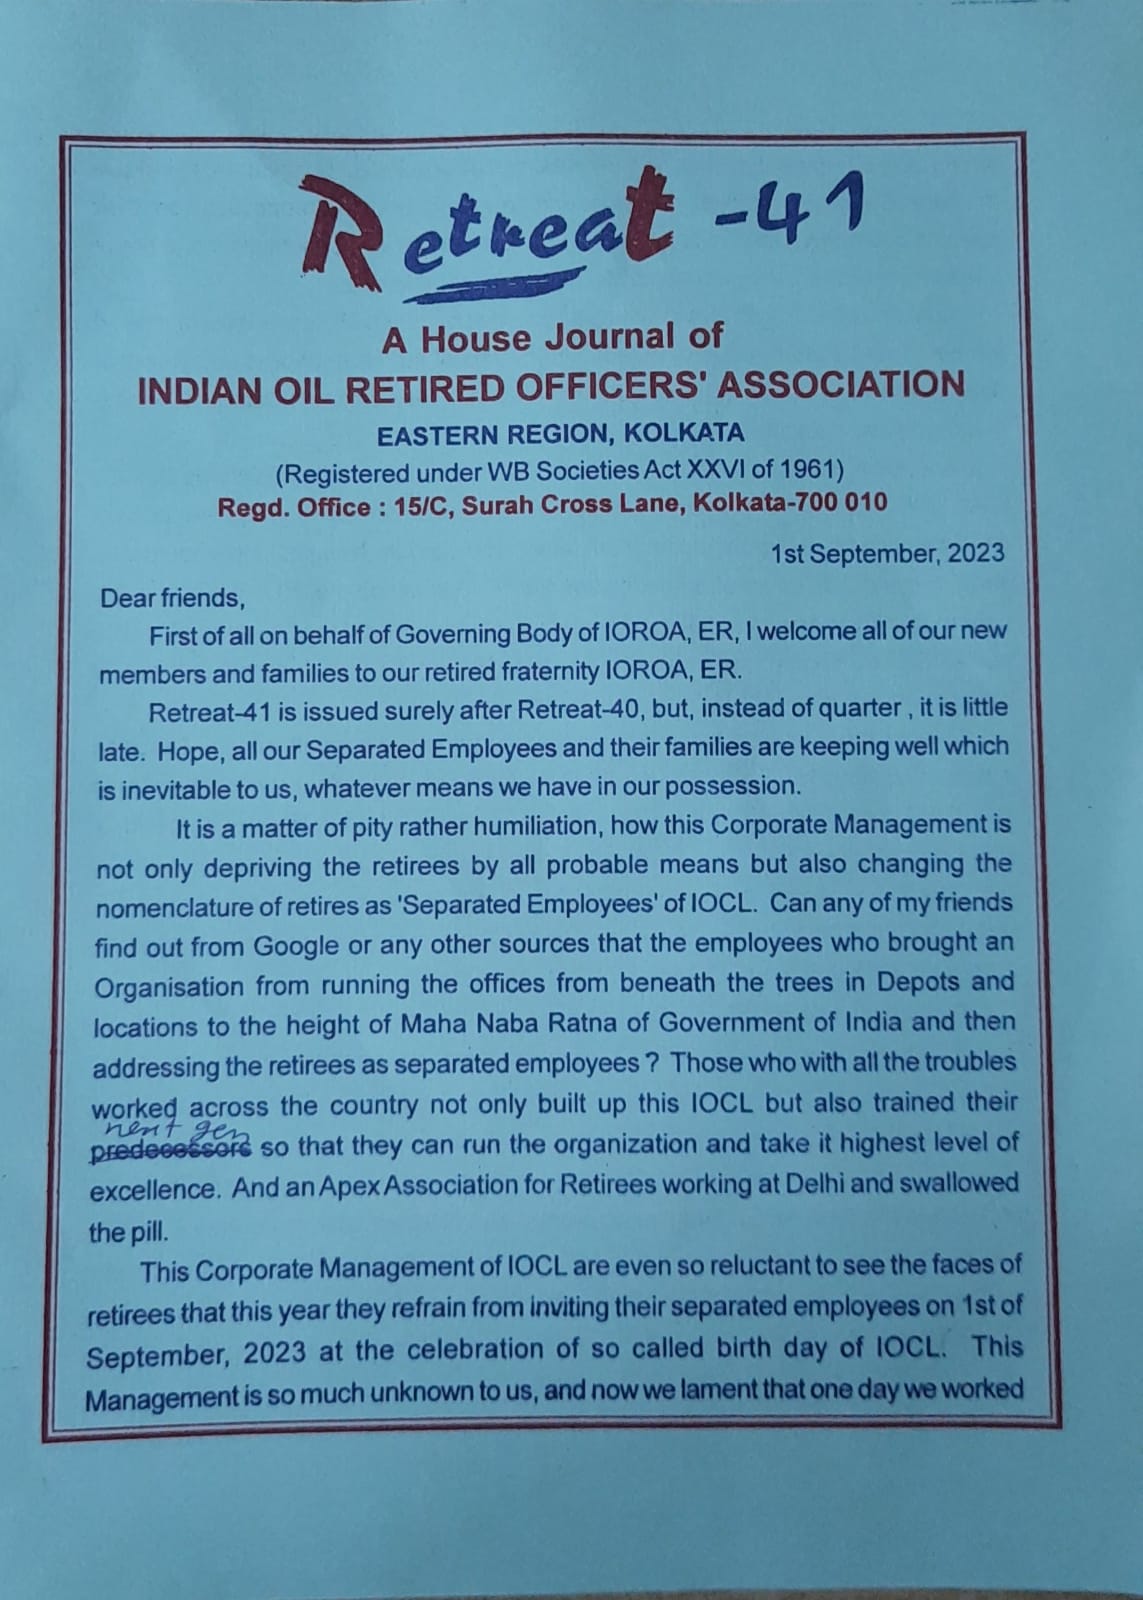 Retreat -41
A House Journal of
INDIAN OIL RETIRED OFFICERS' ASSOCIATION
EASTERN REGION, KOLKATA
(Registered under WB Societies Act XXVI of 1961)
Regd. Office : 15/C, Surah Cross Lane, Kolkata-700 010
1st September, 2023
Dear friends,
First of all on behalf of Governing Body of IOROA, ER, I welcome all of our new
members and families to our retired fraternity IOROA, ER.
Retreat-41 is issued surely after Retreat-40, but, instead of quarter , it is little
late. Hope, all our Separated Employees and their families are keeping well which
is inevitable to us, whatever means we have in our possession.
It is a matter of pity rather humiliation, how this Corporate Management is
not only depriving the retirees by all probable means but also changing the
nomenclature of retires as 'Separated Employees' of IOCL. Can any of my friends
find out from Google or any other sources that the employees who brought an
Organisation from running the offices from beneath the trees in Depots and
locations to the height of Maha Naba Ratna of Government of India and then
addressing the retirees as separated employees ? Those who with all the troubles
worked across the country not only built up this IOCL but also trained their
next gen
predecessors so that they can run the organization and take it highest level of
excellence. And an Apex Association for Retirees working at Delhi and swallowed
the pill.
This Corporate Management of IOCL are even so reluctant to see the faces of
retirees that this year they refrain from inviting their separated employees on 1st of
September, 2023 at the celebration of so called birth day of IOCL. This
Management is so much unknown to us, and now we lament that one day we worked